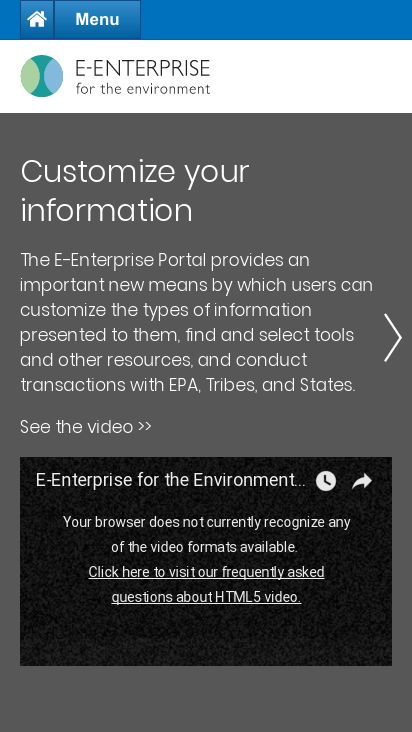 Menu
E-ENTERPRISE
for the environment
Customize your
information
The E-Enterprise Portal provides an
important new means by which users can
customize the types of information
presented to them, find and select tools
and other resources, and conduct
transactions with EPA, Tribes, and States.
See the video >>
E-Enterprise for the Environment...
Your browser does not currently recognize any
of the video formats available.
Click here to visit our frequently asked
questions about HTML5 video.